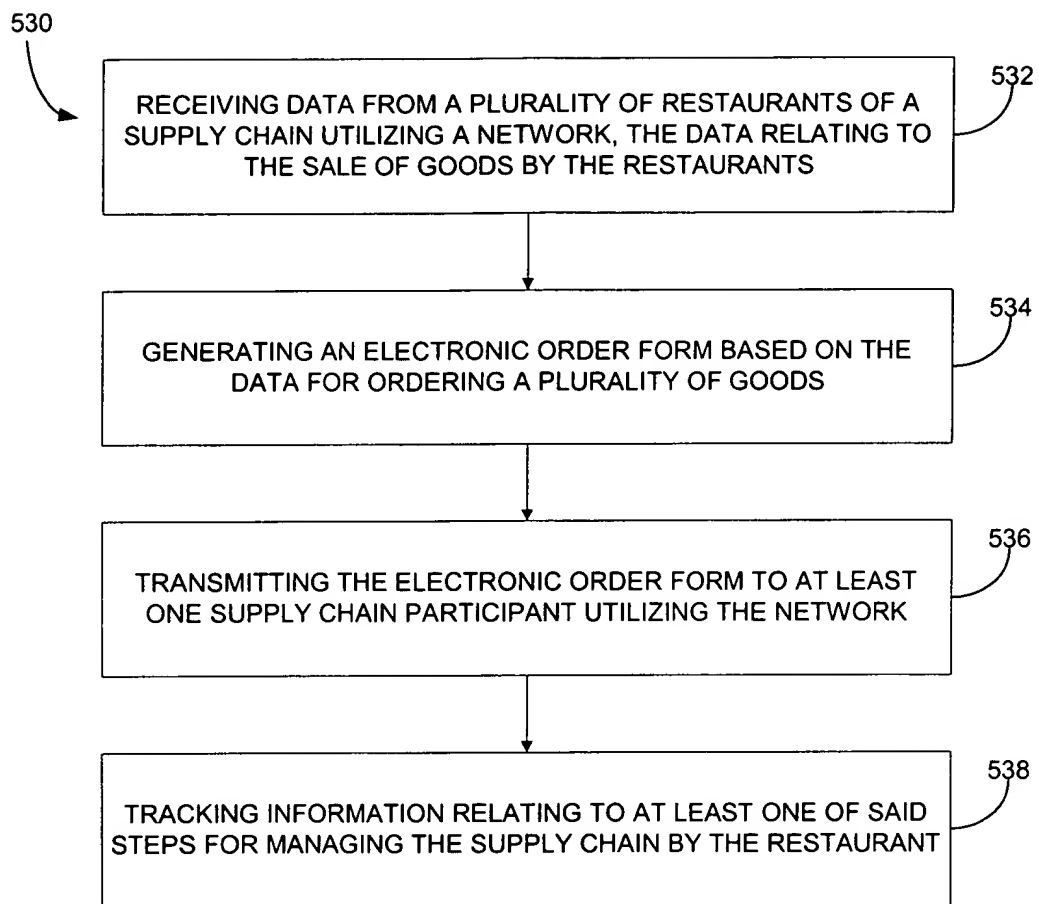 530
532
RECEIVING DATA FROM A PLURALITY OF RESTAURANTS OF A
SUPPLY CHAIN UTILIZING A NETWORK, THE DATA RELATING TO
THE SALE OF GOODS BY THE RESTAURANTS
534
GENERATING AN ELECTRONIC ORDER FORM BASED ON THE
DATA FOR ORDERING A PLURALITY OF GOODS
536
TRANSMITTING THE ELECTRONIC ORDER FORM TO AT LEAST
ONE SUPPLY CHAIN PARTICIPANT UTILIZING THE NETWORK
538
TRACKING INFORMATION RELATING TO AT LEAST ONE OF SAID
STEPS FOR MANAGING THE SUPPLY CHAIN BY THE RESTAURANT